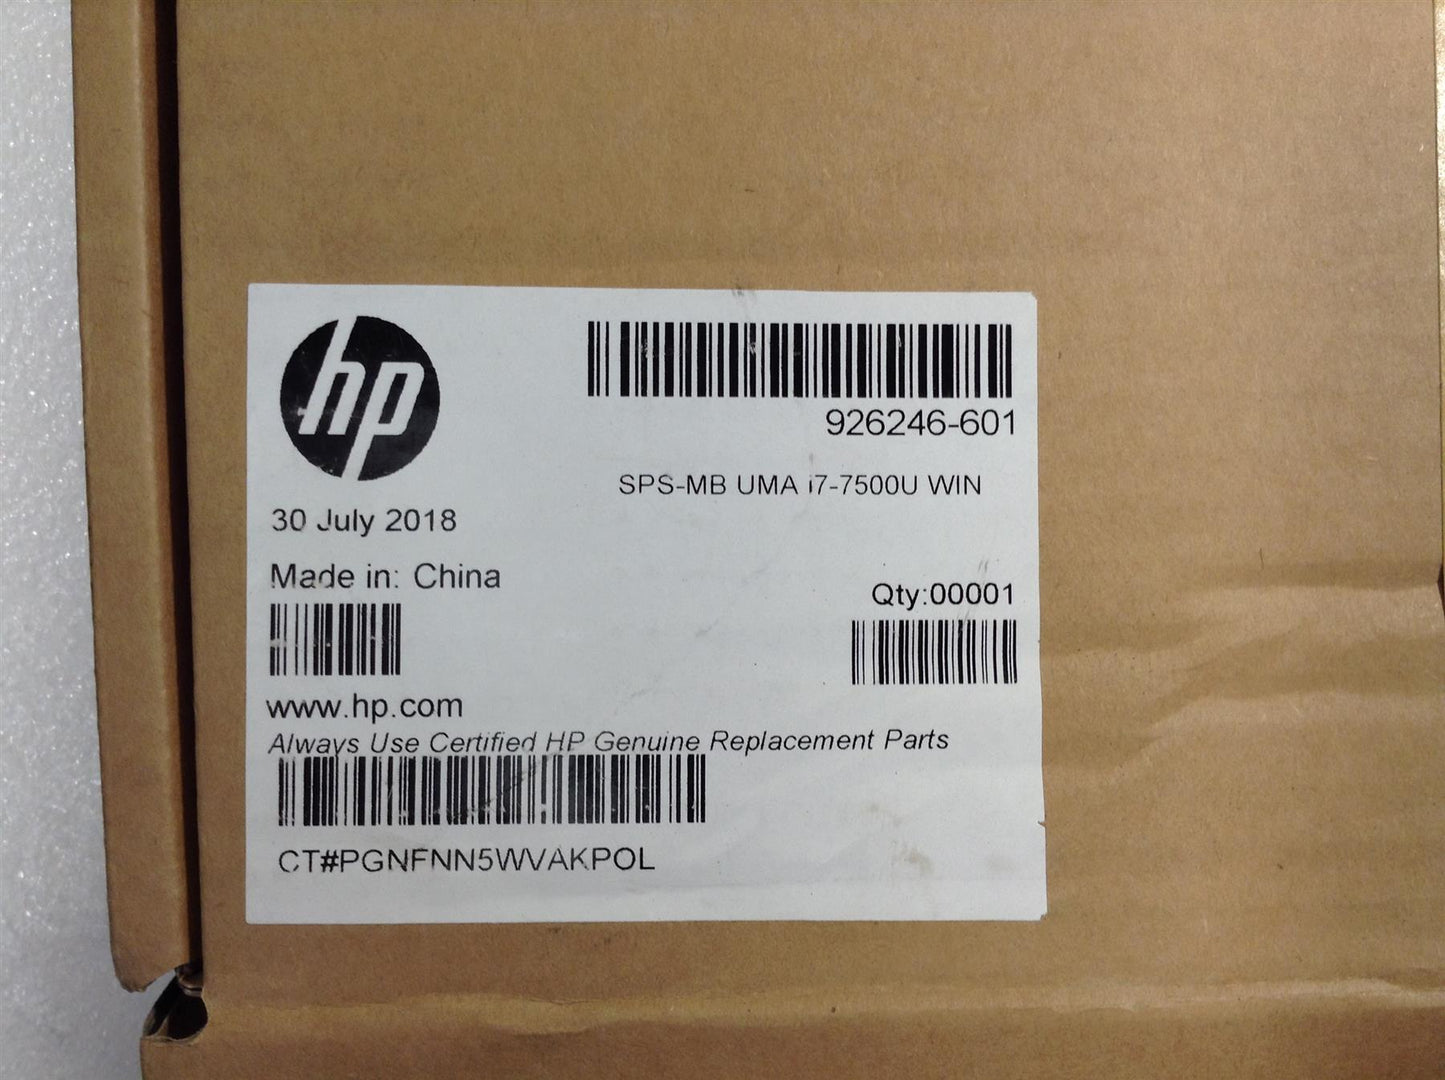 hp
926246-601
SPS-MB UMA i7-7500U WIN
30 July 2018
Made in: China
Qty:00001
www.hp.com
Always Use Certified HP Genuine Replacement Parts
CT#PGNFNN5WVAKPOL